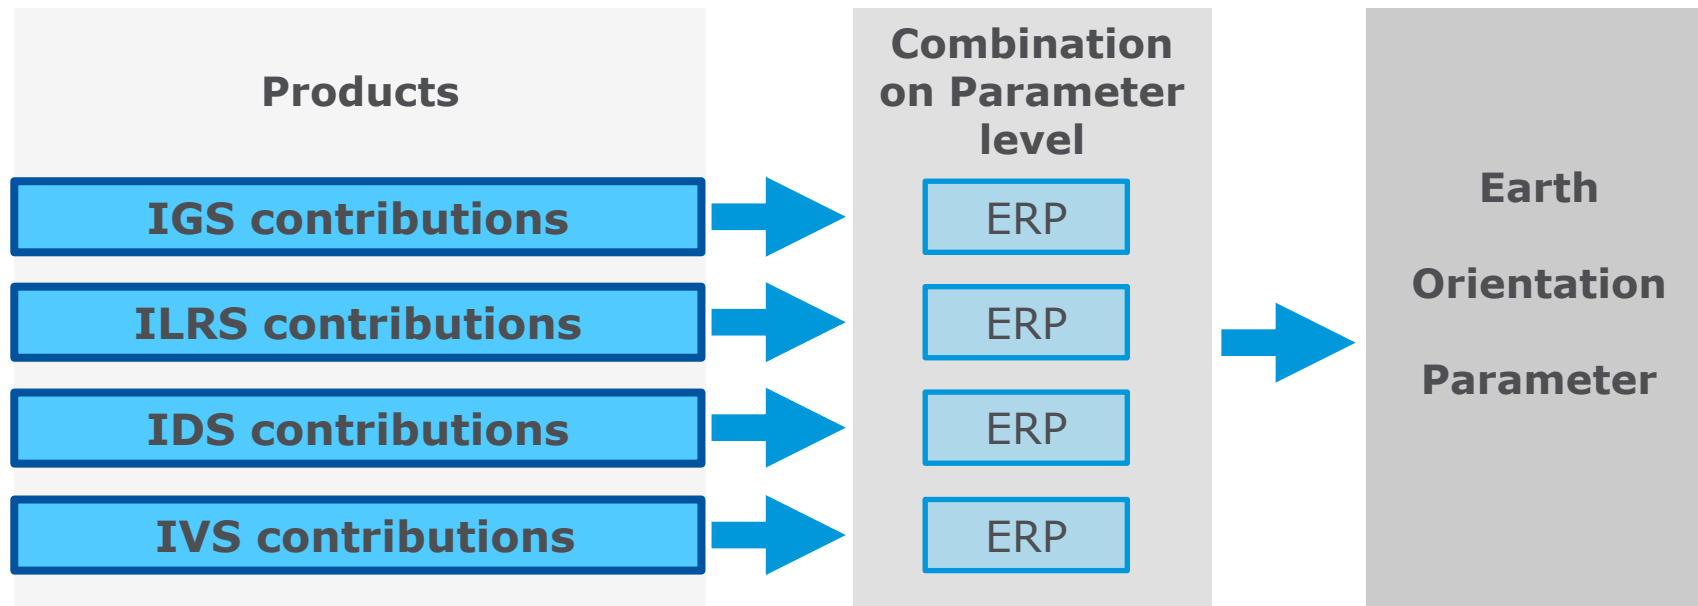 Products
IGS contributions
ILRS contributions
IDS contributions
IVS contributions
Combination
on Parameter
level
ERP
ERP
ERP
ERP
Earth
Orientation
Parameter